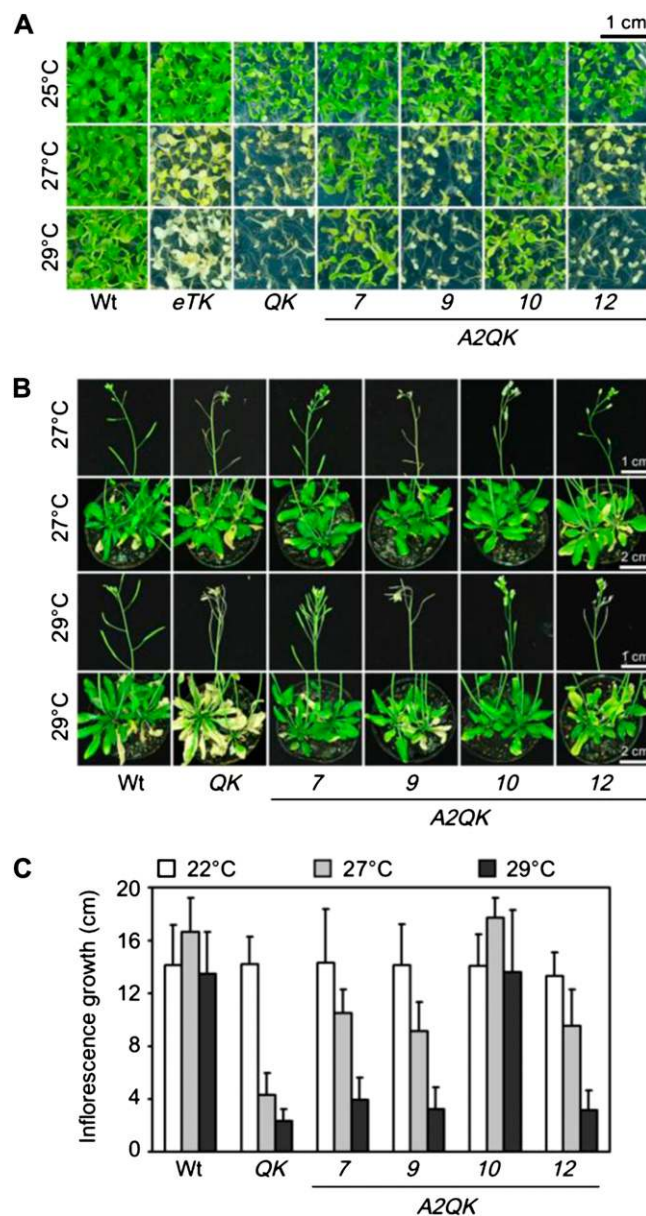 A
1 cm
25°C
27°C
29°C
Wt eTK QK 7 9 10 12
A2QK
B
27°C
1 cm
27°C
2 cm
29°C
1 cm
29°C
2 cm
Wt QK 7 9 10 12
A2QK
C
22°C 27°C 29°C
Inflorescence growth (cm)
20
16
12
8
4
0
Wt QK 7 9 10 12
A2QK